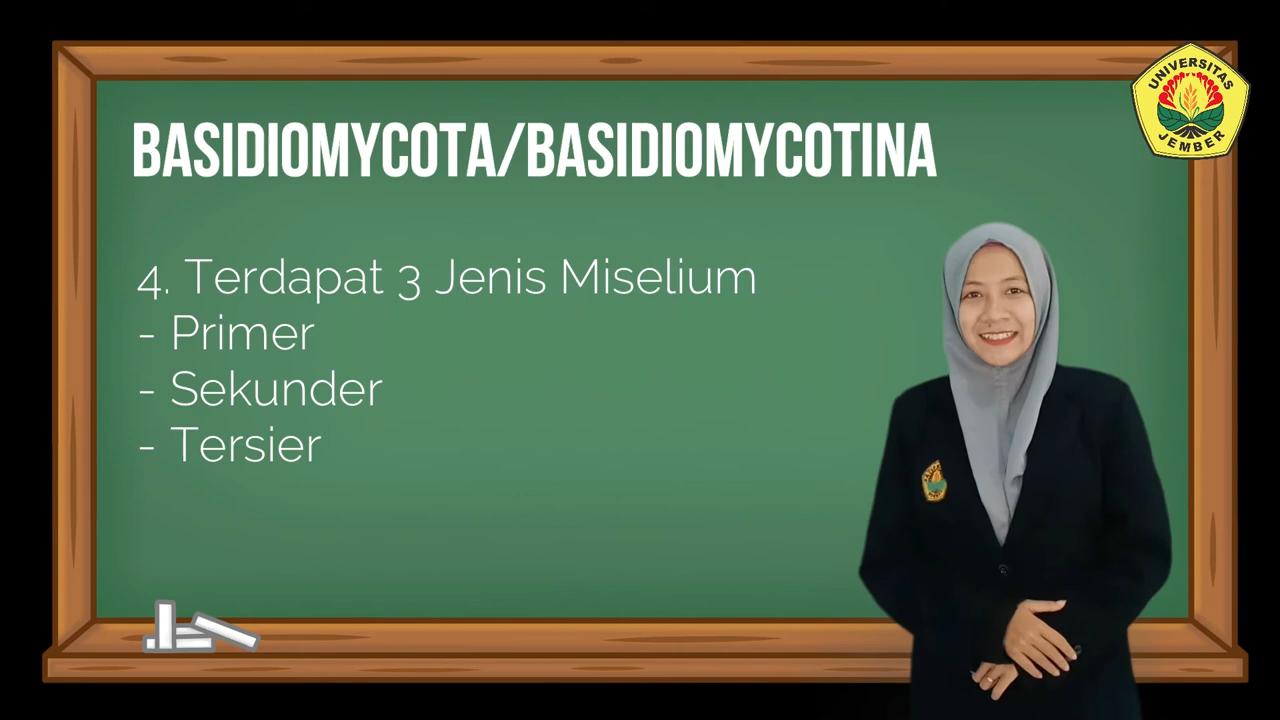 UNIVERSITAS
JEMBER
BASIDIOMYCOTA/BASIDIOMYCOTINA
4. Terdapat 3 Jenis Miselium
- Primer
- Sekunder
- Tersier